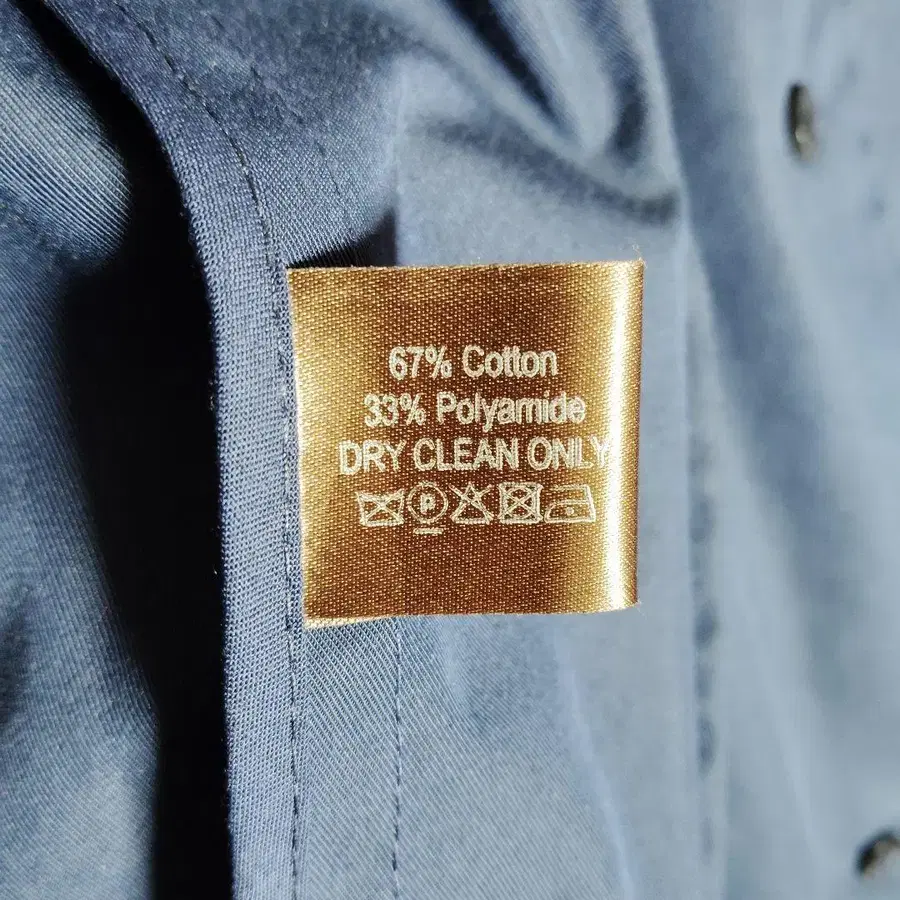 67% Cotton
33% Polyamide
DRY CLEAN ONLY
P